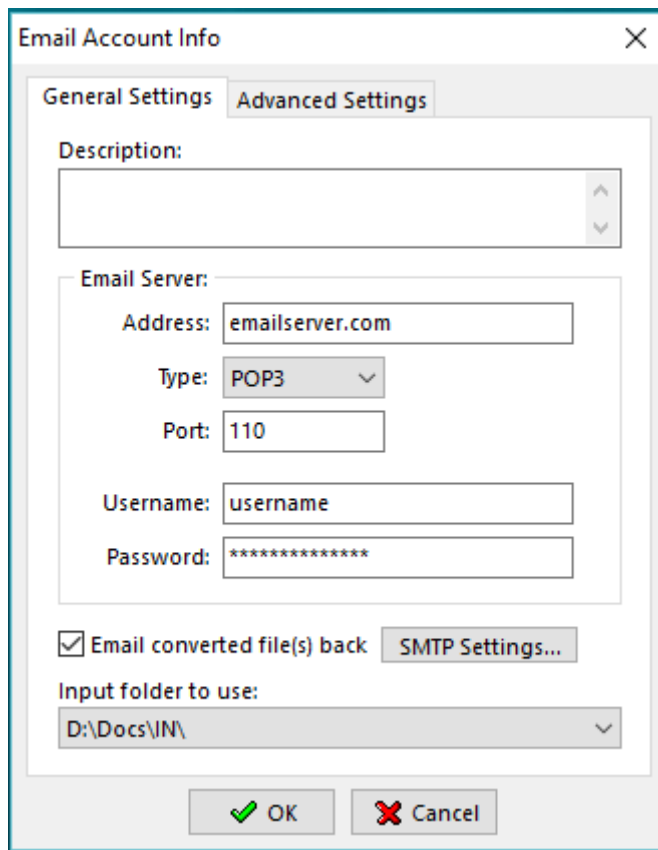 Email Account Info
General Settings Advanced Settings
Description:
Email Server:
Address: emailserver.com
Type: POP3
Port: 110
Username: username
Password: **************
Email converted file(s) back SMTP Settings...
Input folder to use:
D:\Docs\IN\
OK Cancel